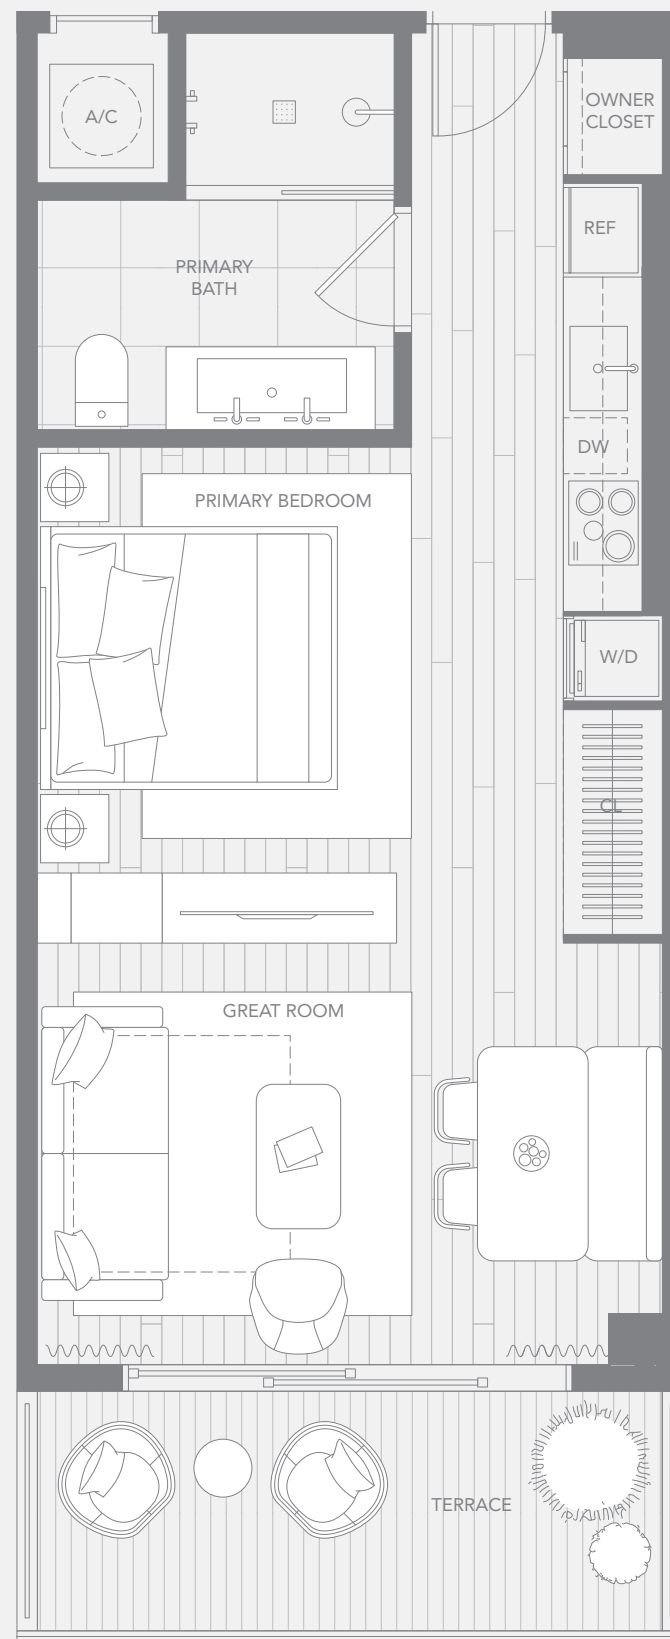 A/C
OWNER
CLOSET
REF
PRIMARY
BATH
DW
PRIMARY BEDROOM
W/D
CL
GREAT ROOM
TERRACE